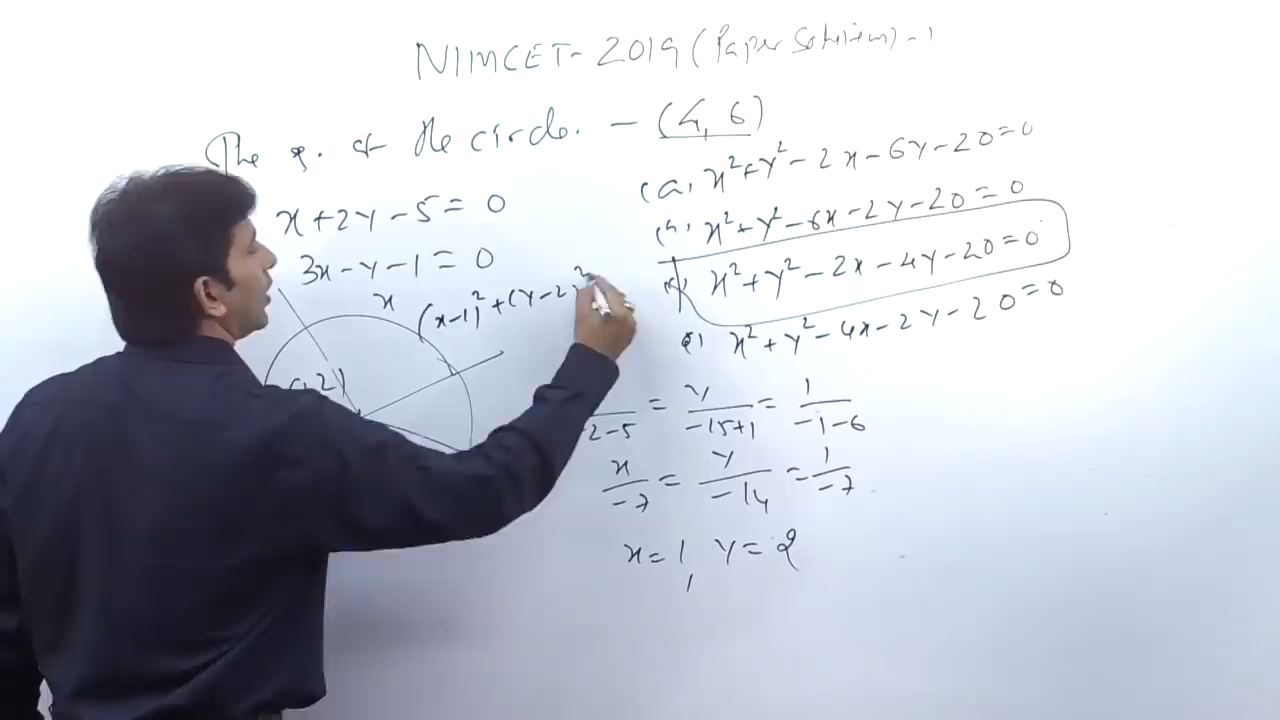 NIMCET-2019 (Paper Solution)-1
The q. of the circle. - (4, 6)
x+2y-5=0
3x-y-1=0
x
(x-1)²+(y-2)²
, 2)
(a, x²+y²-2x-6y-20=0
x²+y²-6x-2y-20=0
x²+y²-2x-4y-20=0
x²+y²-4x-2y-20=0
-2-5 = y/-15+1 = 1/-1-6
x/-7 = y/-14 = 1/-7
x=1, y=2